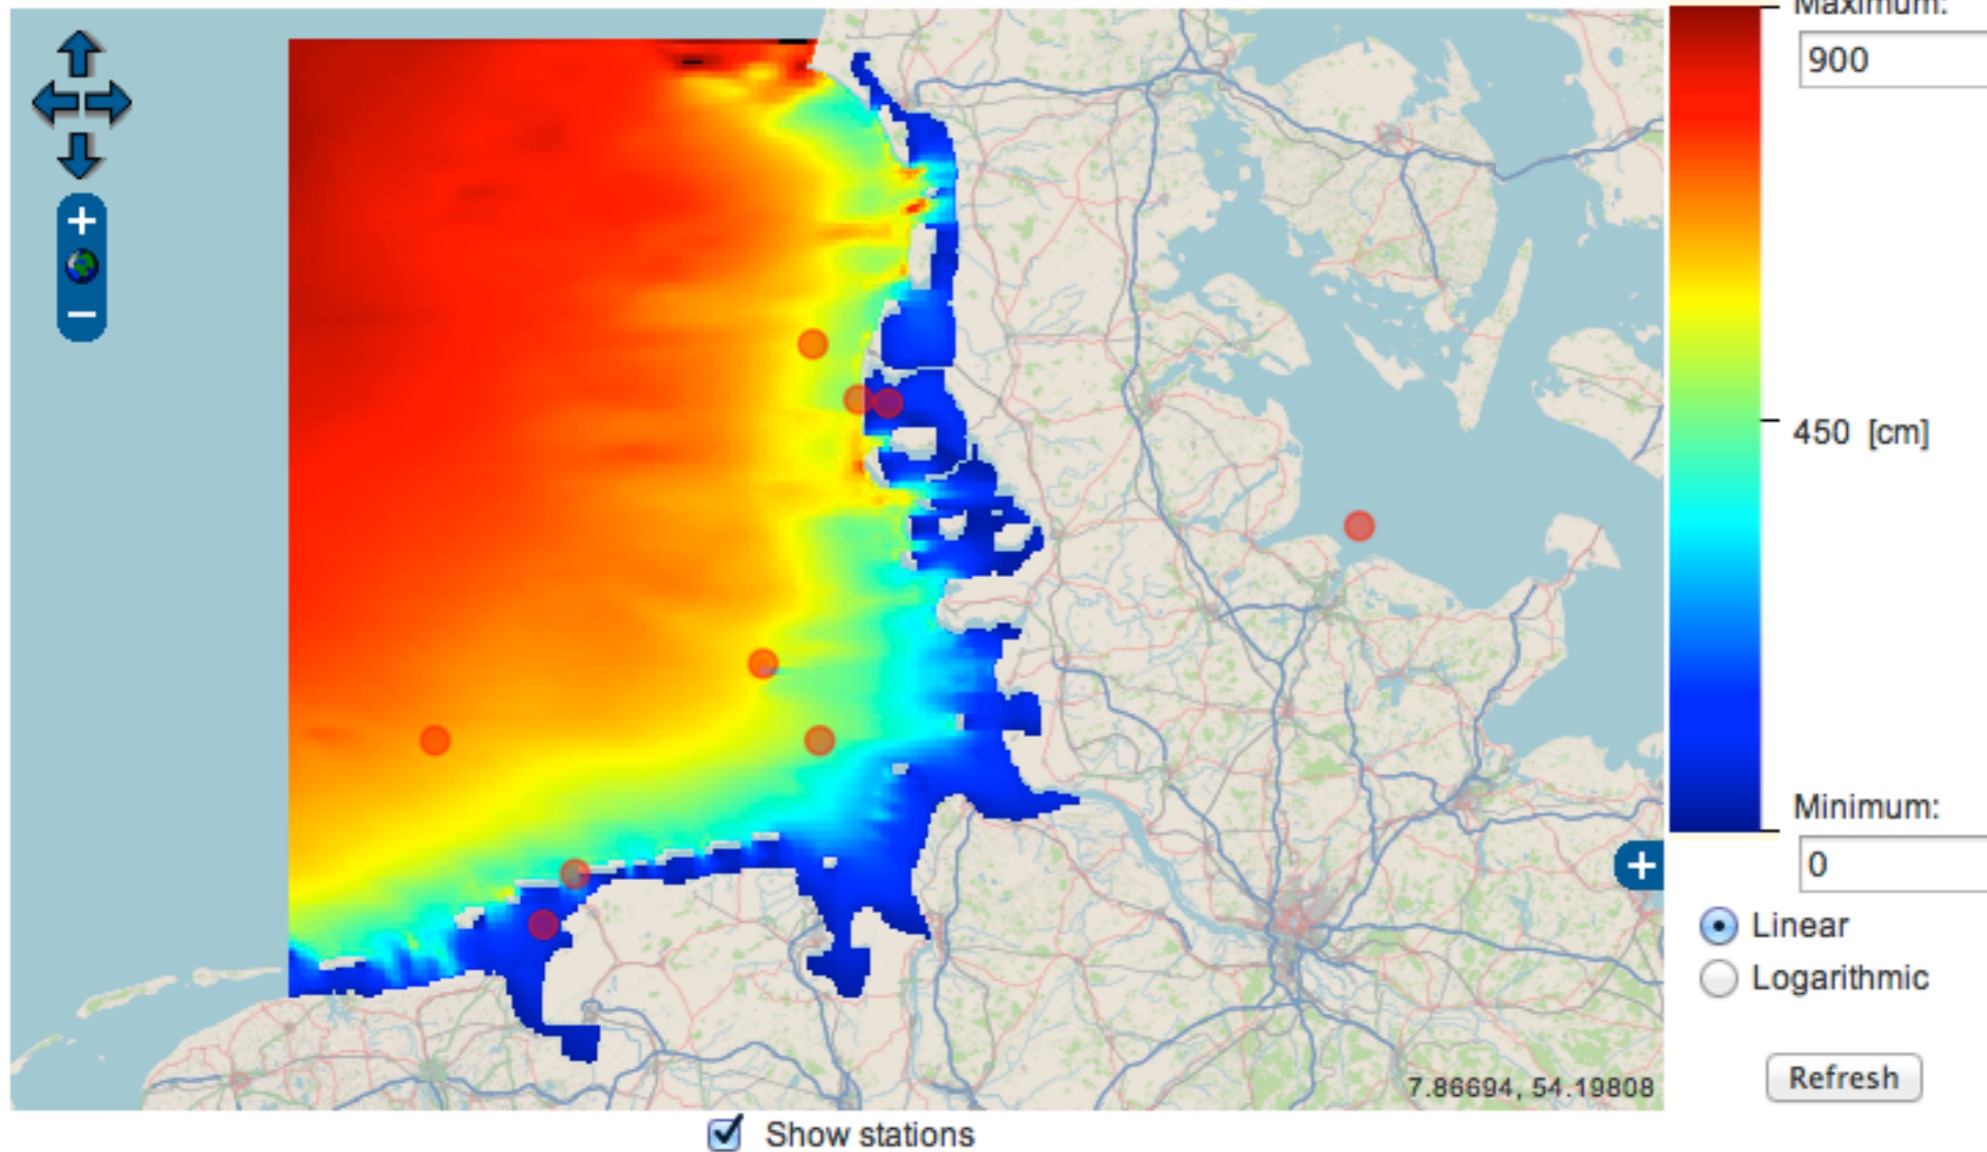 Maximum:
900
450 [cm]
Minimum:
0
Linear
Logarithmic
Refresh
7.86694, 54.19808
Show stations